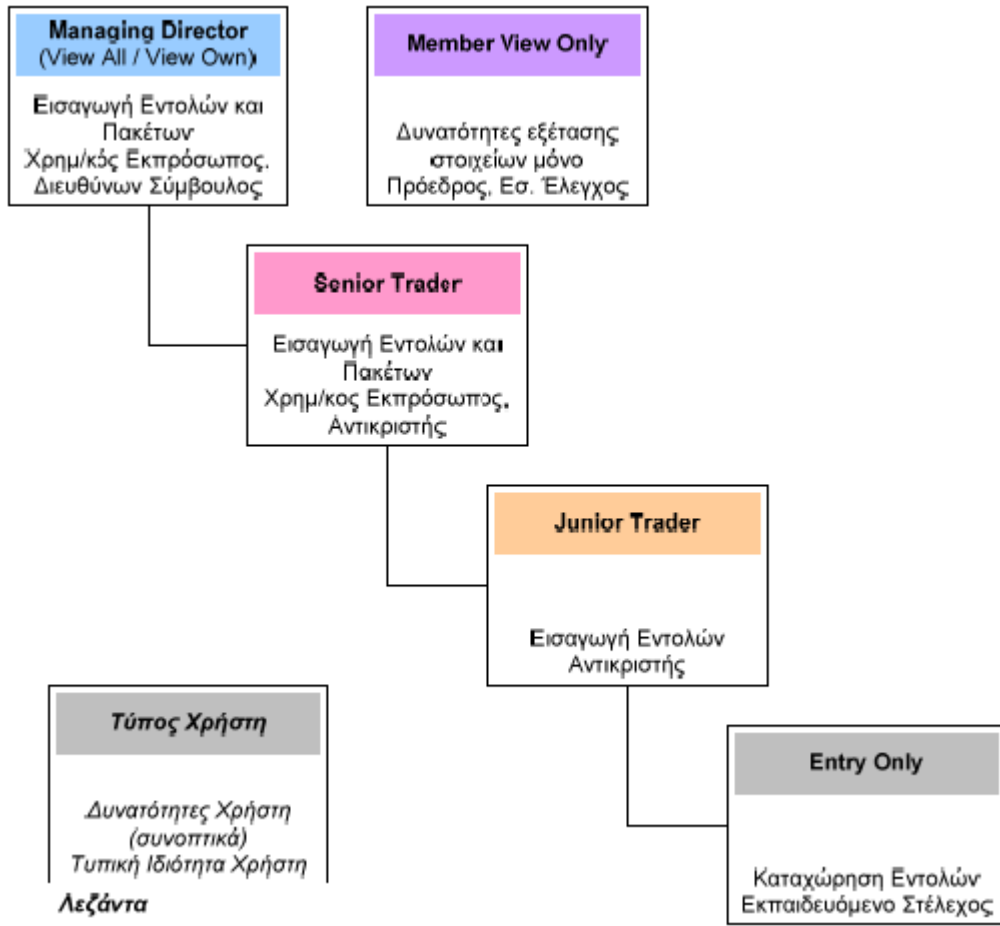 Managing Director
(View All / View Own)
Εισαγωγή Εντολών και
Πακέτων
Χρημ/κός Εκπρόσωπος,
Διευθύνων Σύμβουλος
Member View Only
Δυνατότητες εξέτασης
στοιχείων μόνο
Πρόεδρος, Εσ. Έλεγχος
Senior Trader
Εισαγωγή Εντολών και
Πακέτων
Χρημ/κος Εκπρόσωπος,
Αντικριστής
Junior Trader
Εισαγωγή Εντολών
Αντικριστής
Τύπος Χρήστη
Δυνατότητες Χρήστη
(συνοπτικά)
Τυπική Ιδιότητα Χρήστη
Λεζάντα
Entry Only
Καταχώρηση Εντολών
Εκπαιδευόμενο Στέλεχος